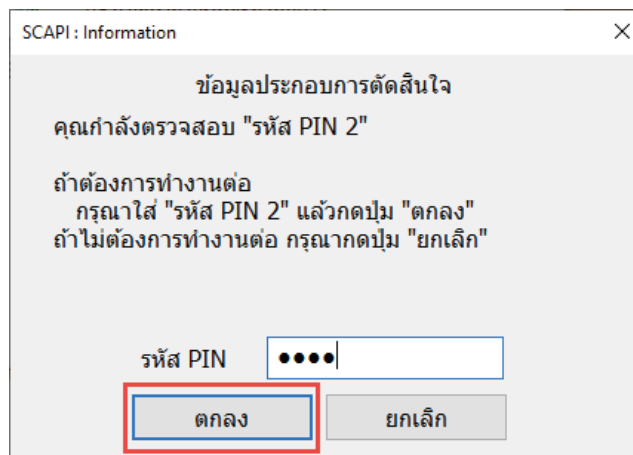 SCAPI : Information
ข้อมูลประกอบการตัดสินใจ
คุณกำลังตรวจสอบ "รหัส PIN 2"
ถ้าต้องการทำงานต่อ
กรุณาใส่ "รหัส PIN 2" แล้วกดปุ่ม "ตกลง"
ถ้าไม่ต้องการทำงานต่อ กรุณากดปุ่ม "ยกเลิก"
รหัส PIN ●●●●
ตกลง ยกเลิก